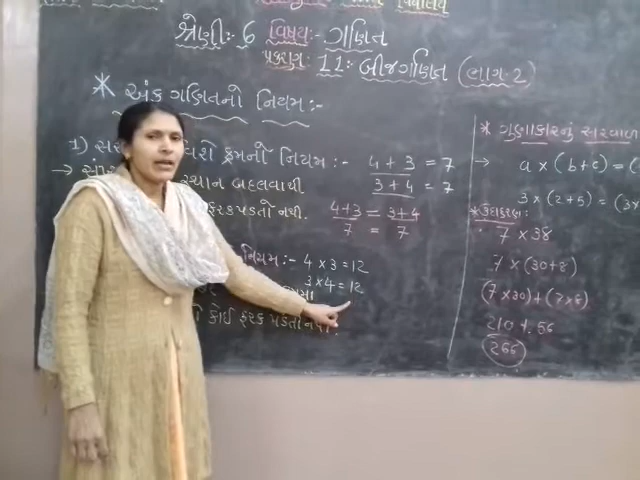 વિદ્યાલય
શ્રેણી:- 6 વિષય:- ગણિત
પ્રકરણ: 11: બીજગણિત (ભાગ-2)
* અંક ગણિતનો નિયમ:-
1) ક્રમનો નિયમ :- 4 + 3 = 7
→ સ્થાન બદલવાથી 3 + 4 = 7
ફરક પડતો નથી. 4+3 = 3+4
7 = 7
નિયમ:- 4 × 3 = 12
3 × 4 = 12
કોઈ ફરક પડતો નથી.
* ગુણાકારનું
→ a × (b + c) = (
3 × (2 + 5) = (3×
* ઉદાહરણ:
7 × 38
7 × (30+8)
(7 × 30) + (7 × 8)
210 + 56
266